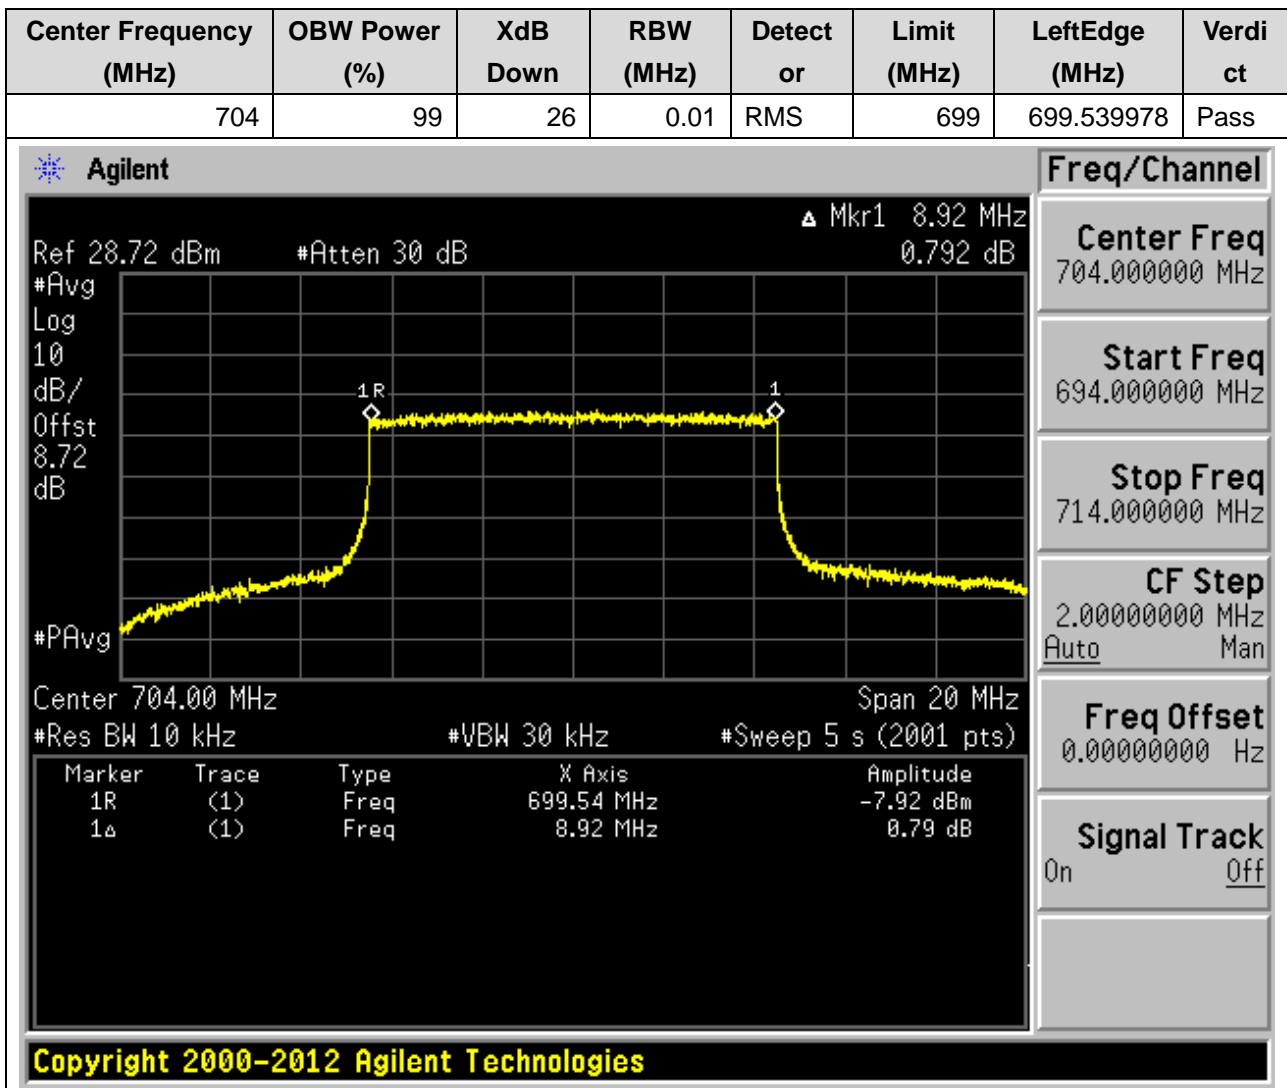 Center Frequency (MHz) OBW Power (%) XdB Down RBW (MHz) Detect or Limit (MHz) LeftEdge (MHz) Verdi ct
704 99 26 0.01 RMS 699 699.539978 Pass
Agilent
Freq/Channel
Δ Mkr1 8.92 MHz
Ref 28.72 dBm #Atten 30 dB 0.792 dB
#Avg
Log
10
dB/
Offst
8.72
dB
1R
1
#PAvg
Center 704.00 MHz Span 20 MHz
#Res BW 10 kHz #VBW 30 kHz #Sweep 5 s (2001 pts)
Marker Trace Type X Axis Amplitude
1R (1) Freq 699.54 MHz -7.92 dBm
1Δ (1) Freq 8.92 MHz 0.79 dB
Center Freq
704.000000 MHz
Start Freq
694.000000 MHz
Stop Freq
714.000000 MHz
CF Step
2.00000000 MHz
Auto Man
Freq Offset
0.00000000 Hz
Signal Track
On Off
Copyright 2000-2012 Agilent Technologies